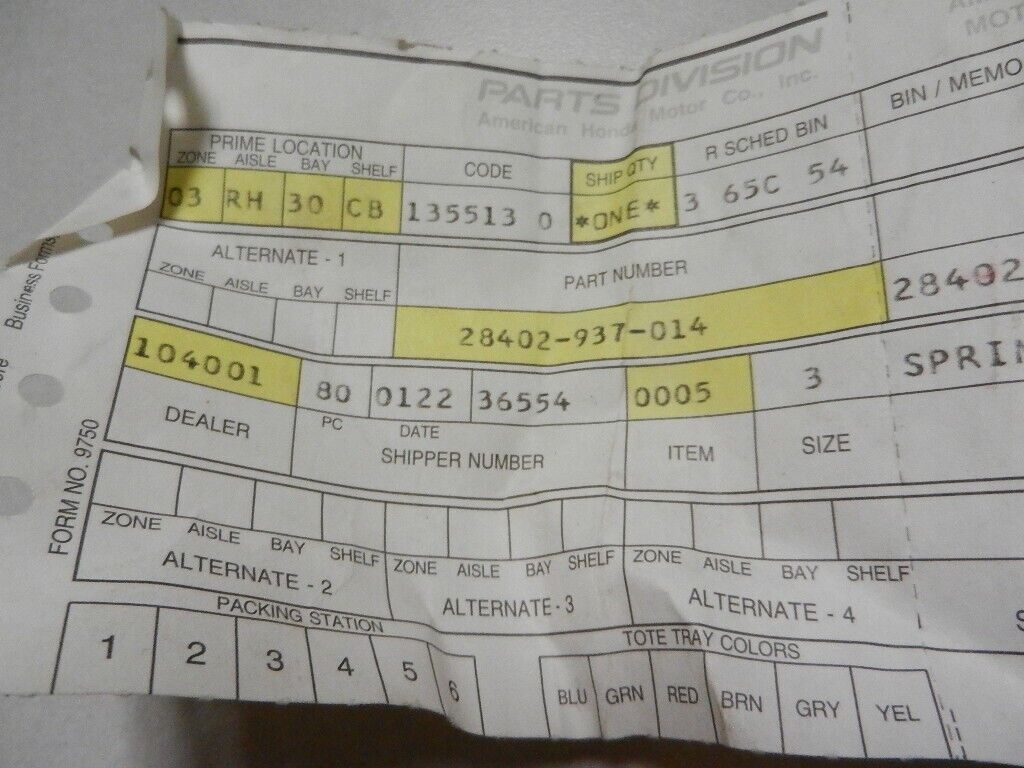 PARTS DIVISION
American Honda Motor Co., Inc.
MOT
BIN / MEMO
PRIME LOCATION
ZONE AISLE BAY SHELF
CODE
SHIP QTY
R SCHED BIN
03 RH 30 CB 135513 0 *ONE* 3 65C 54
ALTERNATE - 1
ZONE AISLE BAY SHELF
PART NUMBER
28402-937-014
28402
104001 80 0122 36554 0005 3 SPRIN
DEALER PC DATE
SHIPPER NUMBER
ITEM SIZE
ZONE AISLE BAY SHELF ZONE AISLE BAY SHELF ZONE AISLE BAY SHELF
ALTERNATE - 2 ALTERNATE - 3 ALTERNATE - 4
PACKING STATION
1 2 3 4 5 6
TOTE TRAY COLORS
BLU GRN RED BRN GRY YEL
FORM NO. 9750
Business Forms